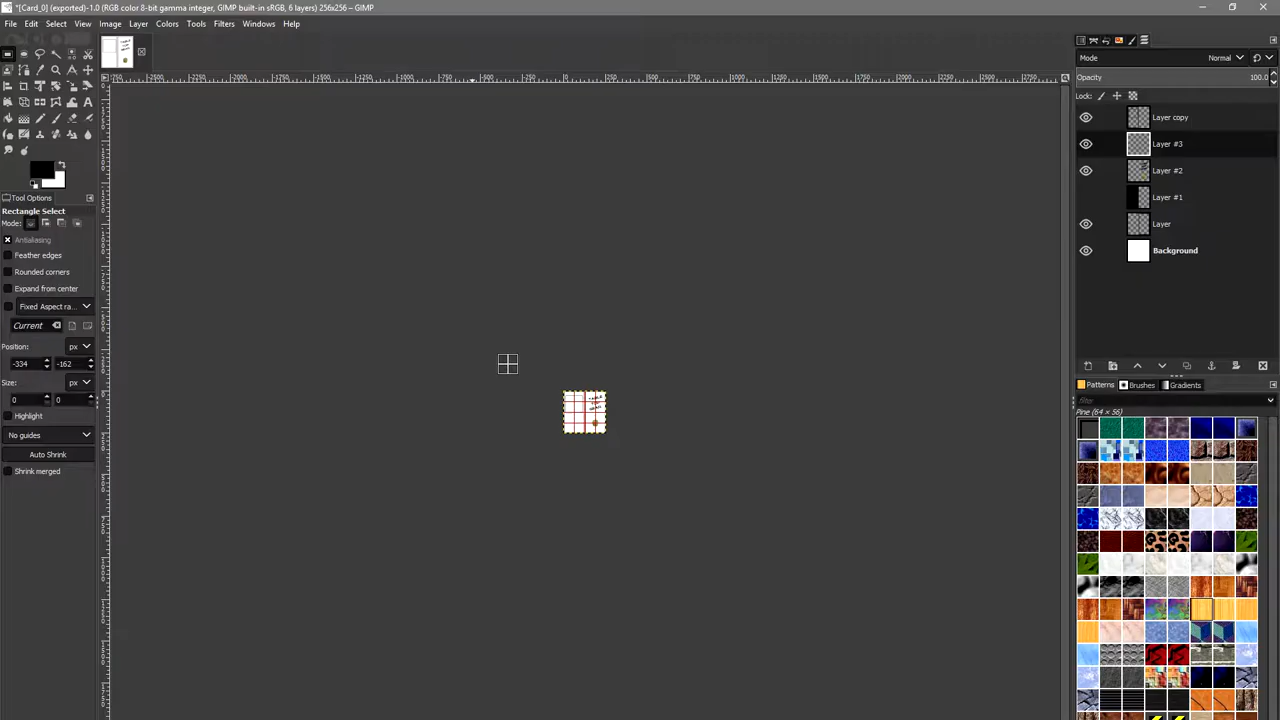 *[Card_0] (exported)-1.0 (RGB color 8-bit gamma integer, GIMP built-in sRGB, 6 layers) 256x256 – GIMP
File Edit Select View Image Layer Colors Tools Filters Windows Help
Mode Normal
Opacity 100.0
Lock:
Layer copy
Layer #3
Layer #2
Layer #1
Layer
Background
Tool Options
Rectangle Select
Mode:
Antialiasing
Feather edges
Rounded corners
Expand from center
Fixed Aspect ra...
Current
Position: px
-334 -162
Size: px
0 0
Highlight
No guides
Auto Shrink
Shrink merged
Patterns Brushes Gradients
filter
Pine (64 × 56)